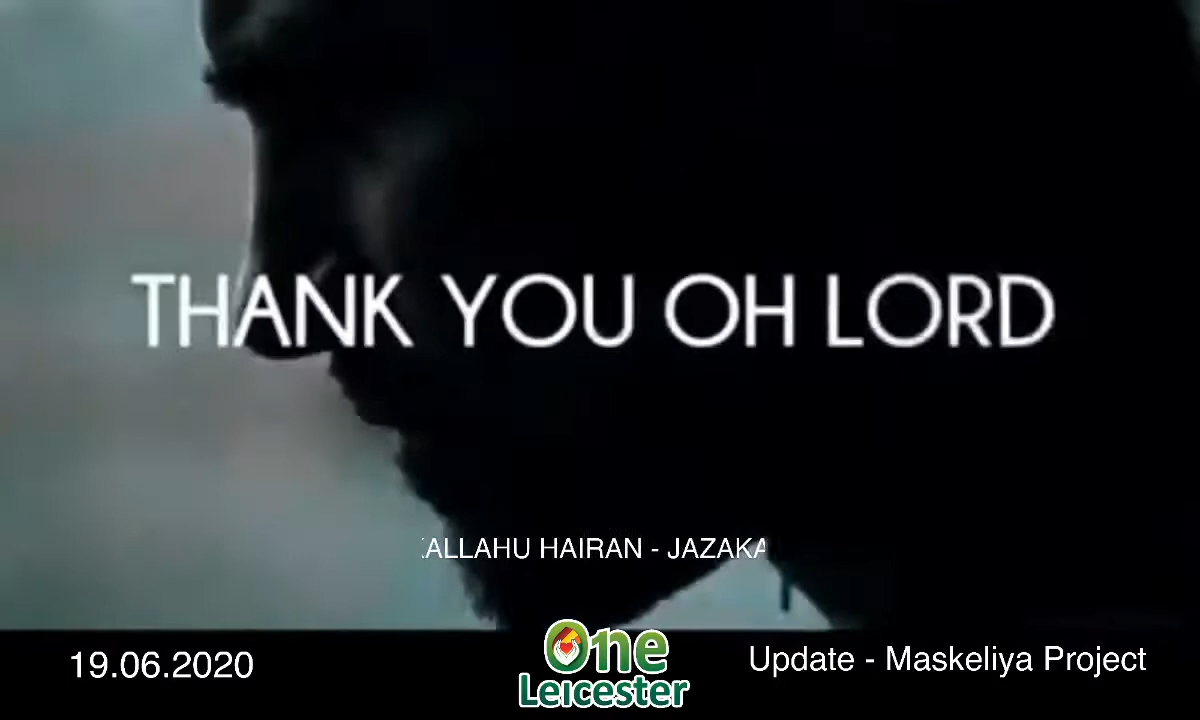 THANK YOU OH LORD
ALLAHU HAIRAN - JAZAKA
19.06.2020
One
Leicester
Update - Maskeliya Project